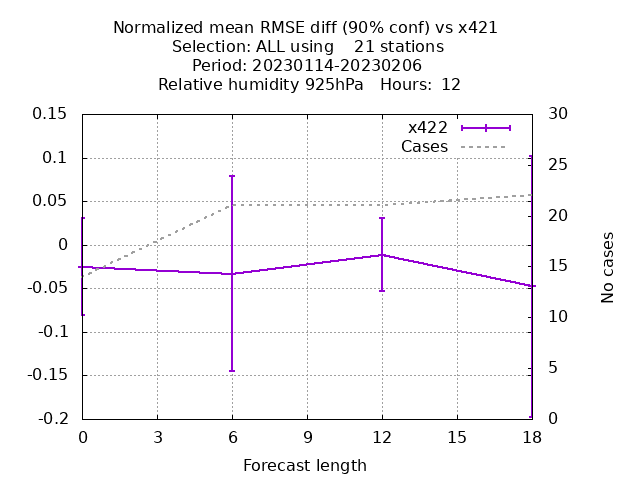 Normalized mean RMSE diff (90% conf) vs x421
Selection: ALL using    21 stations
Period: 20230114-20230206
Relative humidity 925hPa   Hours:  12
x422
Cases
0.15
0.1
0.05
0
-0.05
-0.1
-0.15
-0.2
30
25
20
15
10
5
0
No cases
0
3
6
9
12
15
18
Forecast length